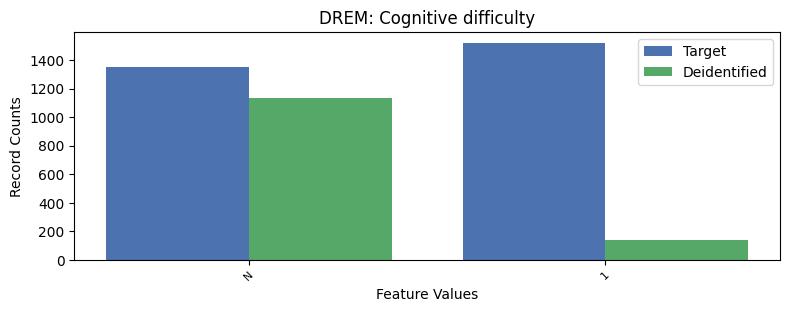 DREM: Cognitive difficulty
Target
Deidentified
1400
1200
1000
800
600
400
200
0
Record Counts
N
1
Feature Values